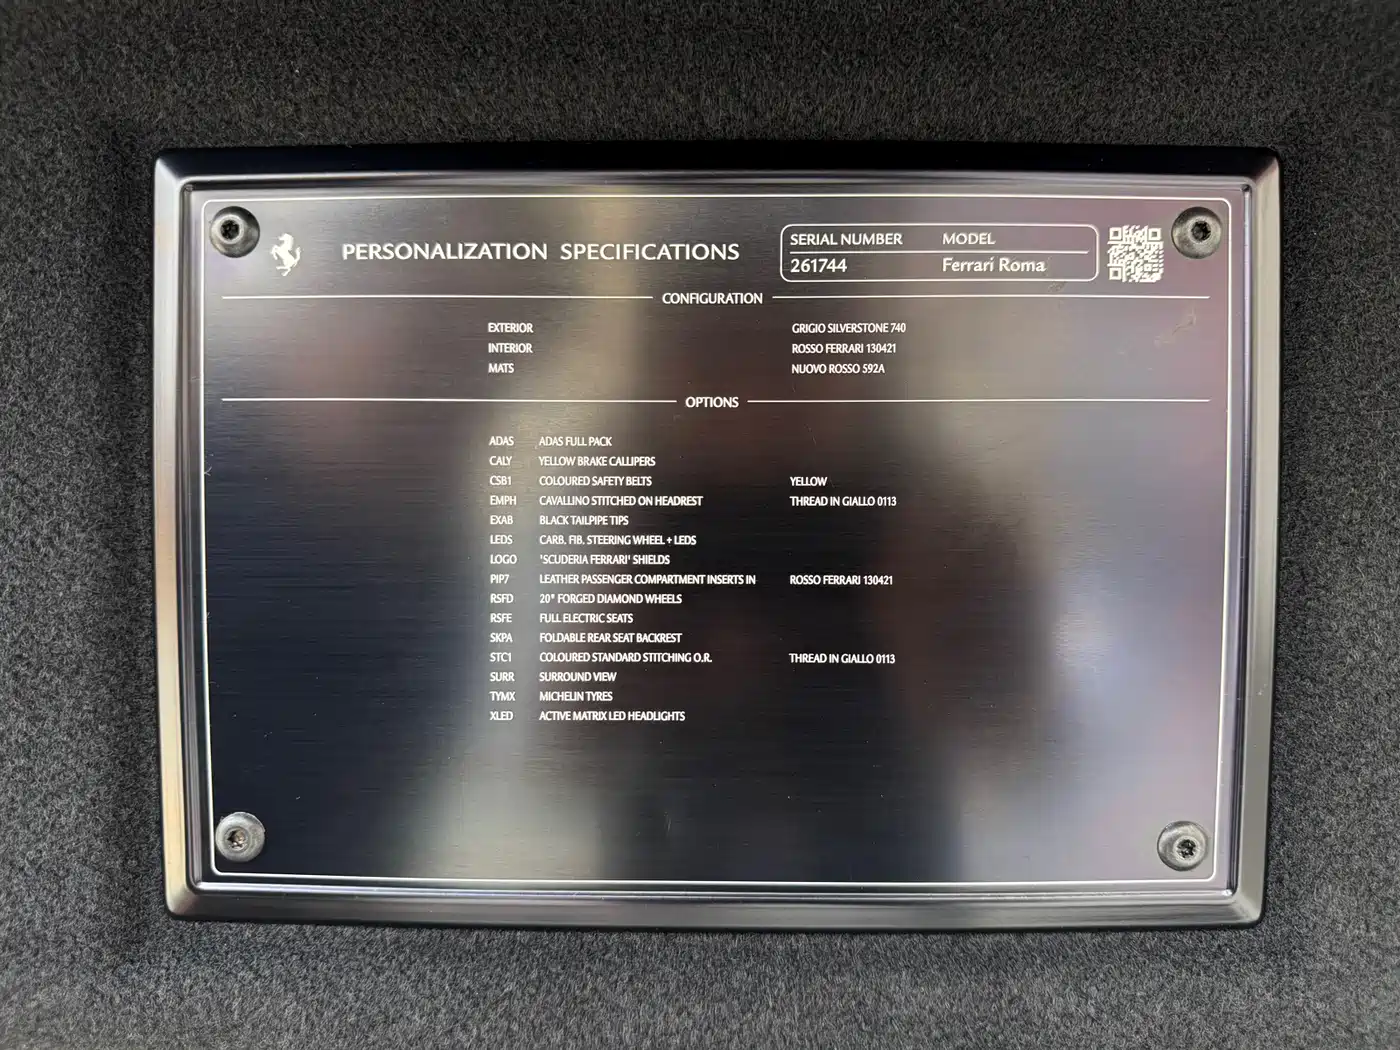 PERSONALIZATION SPECIFICATIONS
SERIAL NUMBER MODEL
261744 Ferrari Roma
CONFIGURATION
EXTERIOR GRIGIO SILVERSTONE 740
INTERIOR ROSSO FERRARI 130421
MATS NUOVO ROSSO 592A
OPTIONS
ADAS ADAS FULL PACK
CALY YELLOW BRAKE CALLIPERS
CSB1 COLOURED SAFETY BELTS YELLOW
EMPH CAVALLINO STITCHED ON HEADREST THREAD IN GIALLO 0113
EXAB BLACK TAILPIPE TIPS
LEDS CARB. FIB. STEERING WHEEL + LEDS
LOGO 'SCUDERIA FERRARI' SHIELDS
PIP7 LEATHER PASSENGER COMPARTMENT INSERTS IN ROSSO FERRARI 130421
RSFD 20" FORGED DIAMOND WHEELS
RSFE FULL ELECTRIC SEATS
SKPA FOLDABLE REAR SEAT BACKREST
STC1 COLOURED STANDARD STITCHING O.R. THREAD IN GIALLO 0113
SURR SURROUND VIEW
TYMX MICHELIN TYRES
XLED ACTIVE MATRIX LED HEADLIGHTS